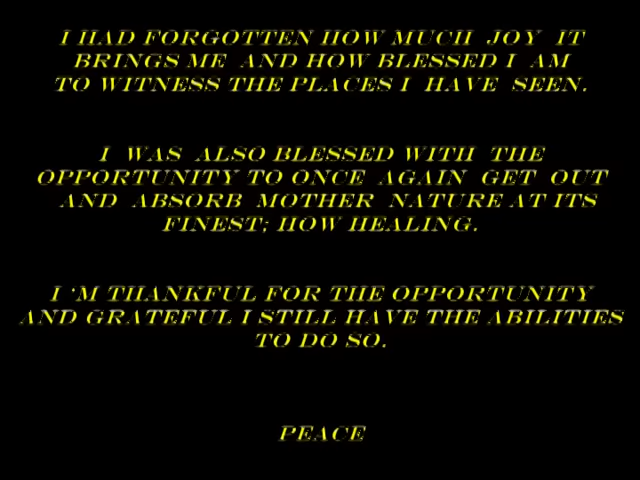 I HAD FORGOTTEN HOW MUCH JOY IT
BRINGS ME AND HOW BLESSED I AM
TO WITNESS THE PLACES I HAVE SEEN.
I WAS ALSO BLESSED WITH THE
OPPORTUNITY TO ONCE AGAIN GET OUT
AND ABSORB MOTHER NATURE AT ITS
FINEST; HOW HEALING.
I 'M THANKFUL FOR THE OPPORTUNITY
AND GRATEFUL I STILL HAVE THE ABILITIES
TO DO SO.
PEACE